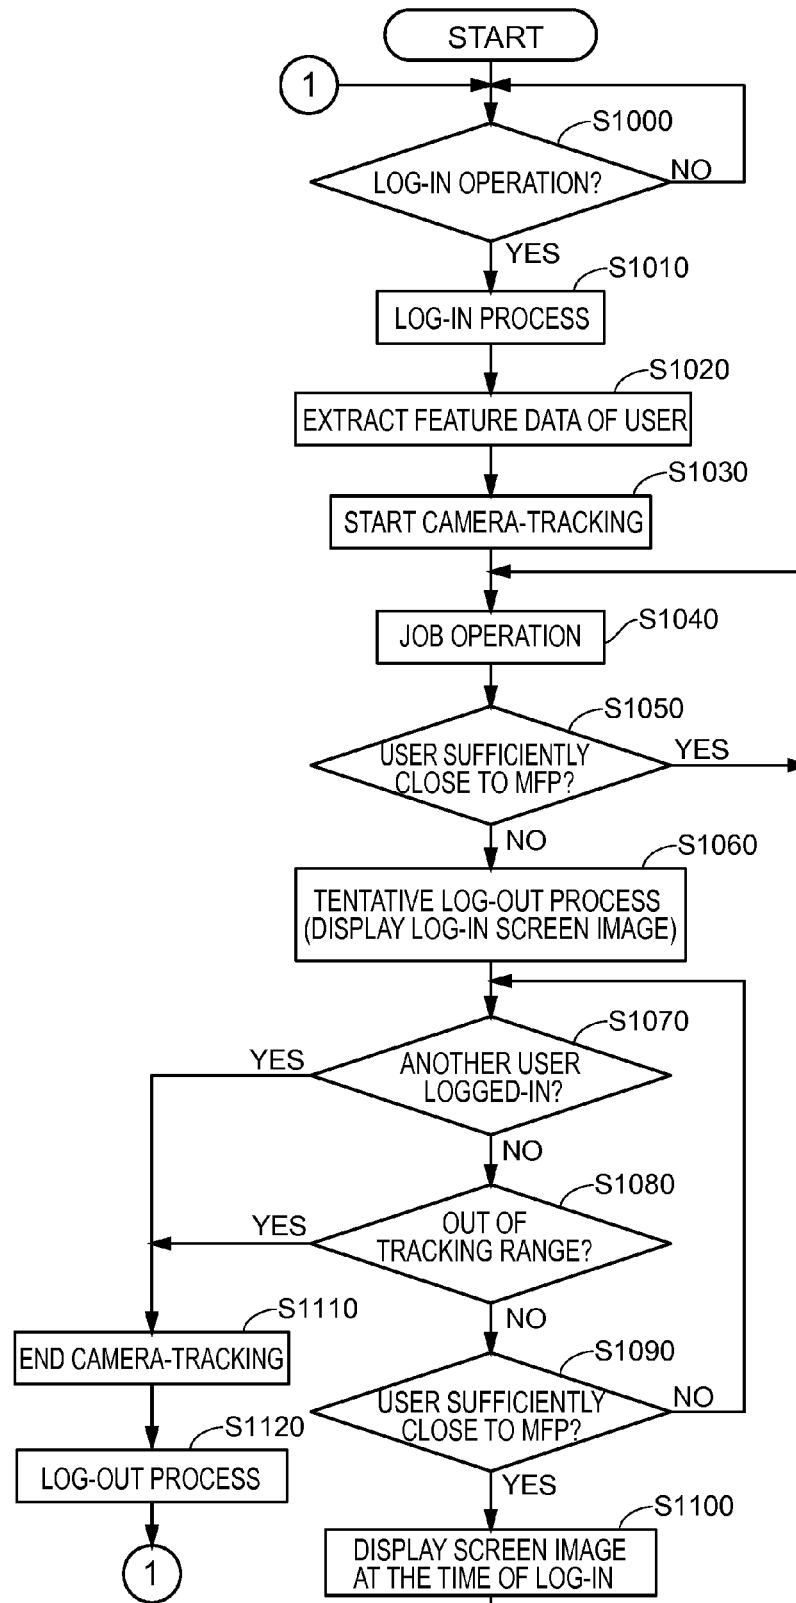 START
1
S1000
LOG-IN OPERATION?
NO
YES
S1010
LOG-IN PROCESS
S1020
EXTRACT FEATURE DATA OF USER
S1030
START CAMERA-TRACKING
S1040
JOB OPERATION
S1050
USER SUFFICIENTLY
CLOSE TO MFP?
YES
NO
S1060
TENTATIVE LOG-OUT PROCESS
(DISPLAY LOG-IN SCREEN IMAGE)
S1070
YES
ANOTHER USER
LOGGED-IN?
NO
S1080
YES
OUT OF
TRACKING RANGE?
NO
S1110
END CAMERA-TRACKING
S1090
USER SUFFICIENTLY
CLOSE TO MFP?
NO
YES
S1120
LOG-OUT PROCESS
1
S1100
DISPLAY SCREEN IMAGE
AT THE TIME OF LOG-IN